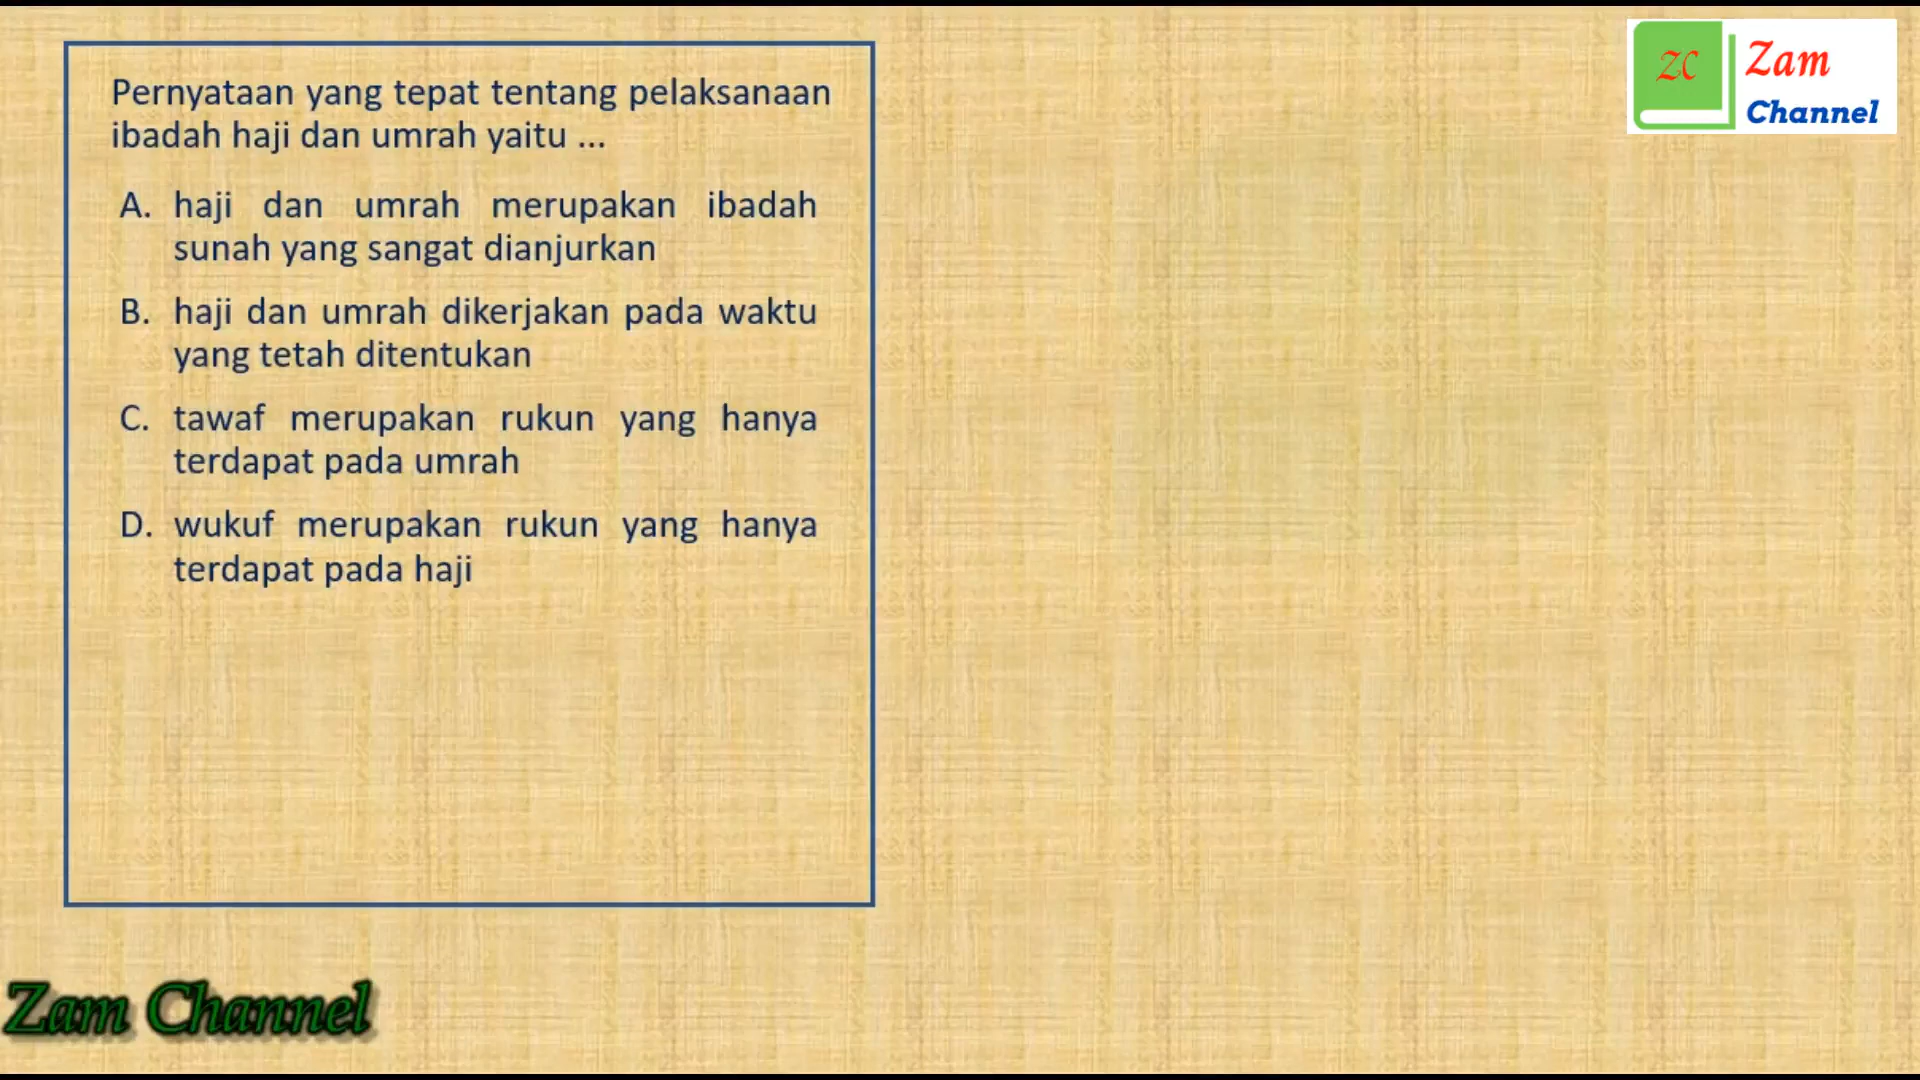 Pernyataan yang tepat tentang pelaksanaan
ibadah haji dan umrah yaitu ...
A. haji dan umrah merupakan ibadah
sunah yang sangat dianjurkan
B. haji dan umrah dikerjakan pada waktu
yang tetah ditentukan
C. tawaf merupakan rukun yang hanya
terdapat pada umrah
D. wukuf merupakan rukun yang hanya
terdapat pada haji
ZC Zam
Channel
Zam Channel